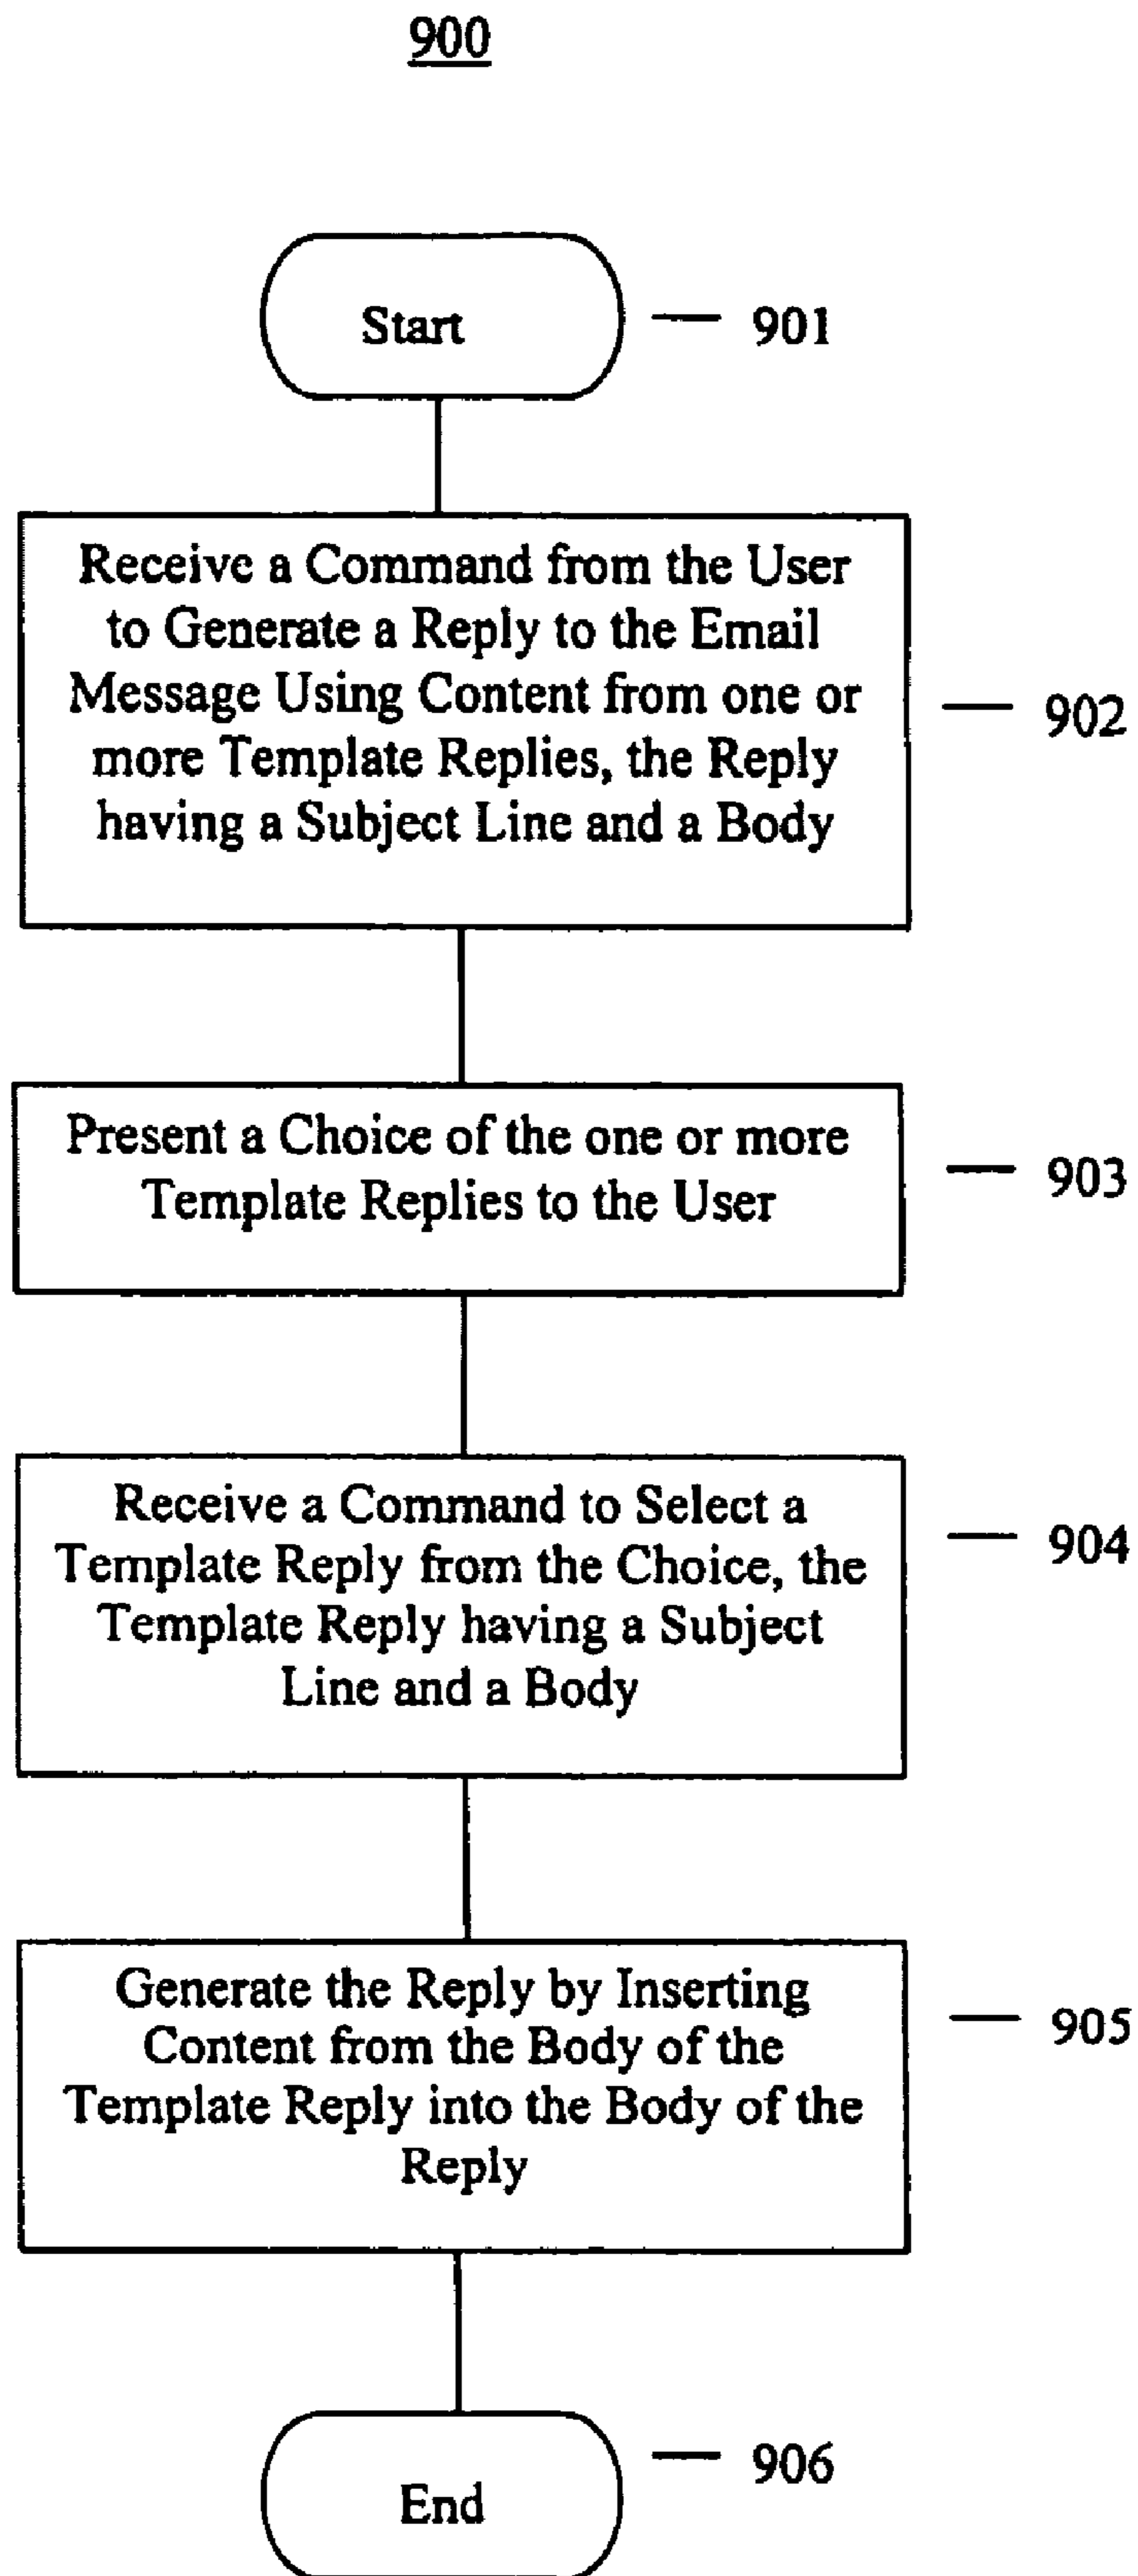 900
Start
901
Receive a Command from the User
to Generate a Reply to the Email
Message Using Content from one or
more Template Replies, the Reply
having a Subject Line and a Body
902
Present a Choice of the one or more
Template Replies to the User
903
Receive a Command to Select a
Template Reply from the Choice, the
Template Reply having a Subject
Line and a Body
904
Generate the Reply by Inserting
Content from the Body of the
Template Reply into the Body of the
Reply
905
End
906